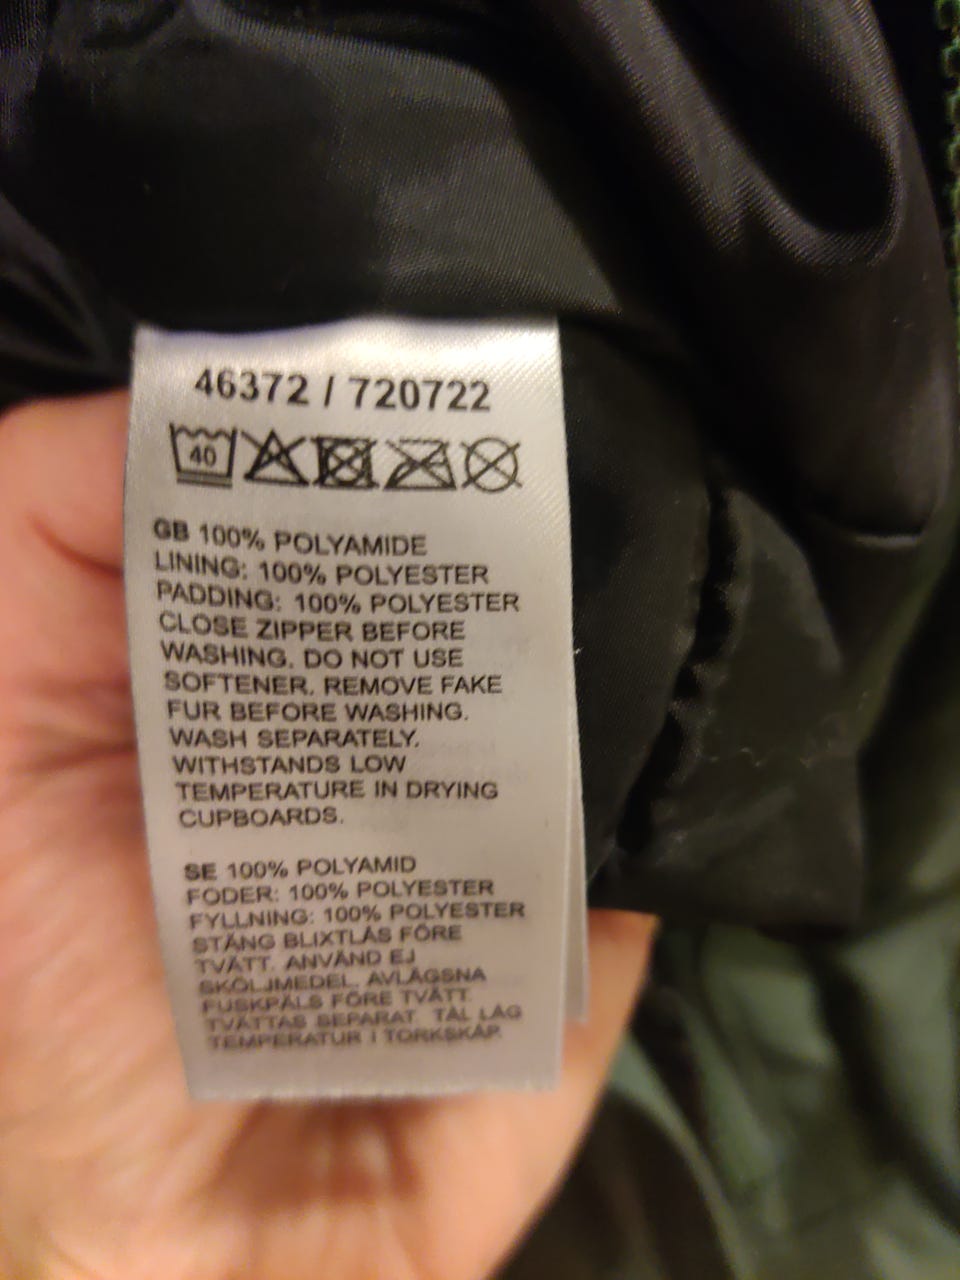 46372 / 720722
40
GB 100% POLYAMIDE
LINING: 100% POLYESTER
PADDING: 100% POLYESTER
CLOSE ZIPPER BEFORE
WASHING. DO NOT USE
SOFTENER. REMOVE FAKE
FUR BEFORE WASHING.
WASH SEPARATELY.
WITHSTANDS LOW
TEMPERATURE IN DRYING
CUPBOARDS.
SE 100% POLYAMID
FODER: 100% POLYESTER
FYLLNING: 100% POLYESTER
STÄNG BLIXTLÅS FÖRE
TVÄTT. ANVÄND EJ
SKÖLJMEDEL. AVLÄGSNA
FUSKPÄLS FÖRE TVÄTT.
TVÄTTAS SEPARAT. TÅL LÅG
TEMPERATUR I TORKSKÅP.